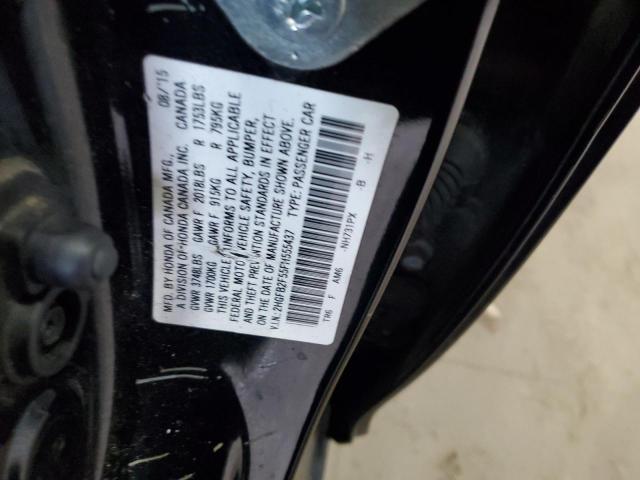 MFD. BY HONDA OF CANADA MFG., 08/'15
A DIVISION OF HONDA CANADA INC. CANADA
GVWR 3748LBS GAWR F 2018LBS R 1753LBS
GVWR 1700KG GAWR F 915KG R 795KG
THIS VEHICLE CONFORMS TO ALL APPLICABLE
FEDERAL MOTOR VEHICLE SAFETY, BUMPER,
AND THEFT PREVENTION STANDARDS IN EFFECT
ON THE DATE OF MANUFACTURE SHOWN ABOVE.
V.I.N.:2HGFB2F55FH555437 TYPE:PASSENGER CAR
TR6 F AM6 -NH731PX -B -H